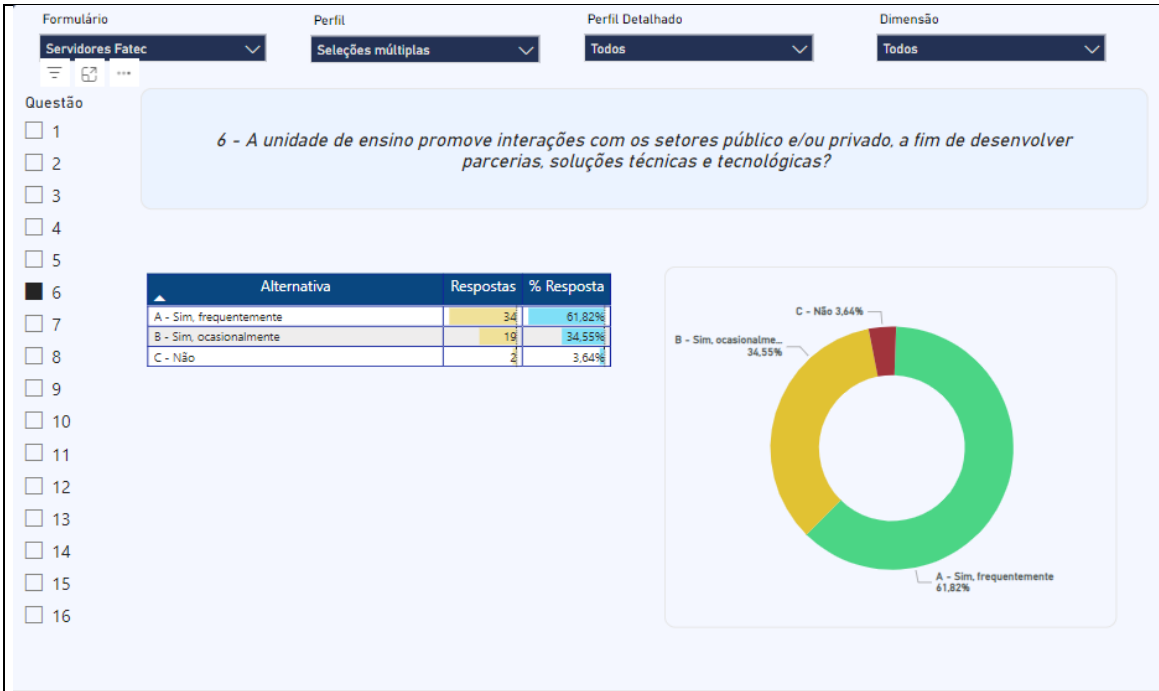 Formulário
Perfil
Perfil Detalhado
Dimensão
Servidores Fatec
Seleções múltiplas
Todos
Todos
Questão
1
2
3
4
5
6
7
8
9
10
11
12
13
14
15
16
6 - A unidade de ensino promove interações com os setores público e/ou privado, a fim de desenvolver
parcerias, soluções técnicas e tecnológicas?
Alternativa Respostas % Resposta
A - Sim, frequentemente 34 61,82%
B - Sim, ocasionalmente 19 34,55%
C - Não 2 3,64%
C - Não 3,64%
B - Sim, ocasionalme...
34,55%
A - Sim, frequentemente
61,82%